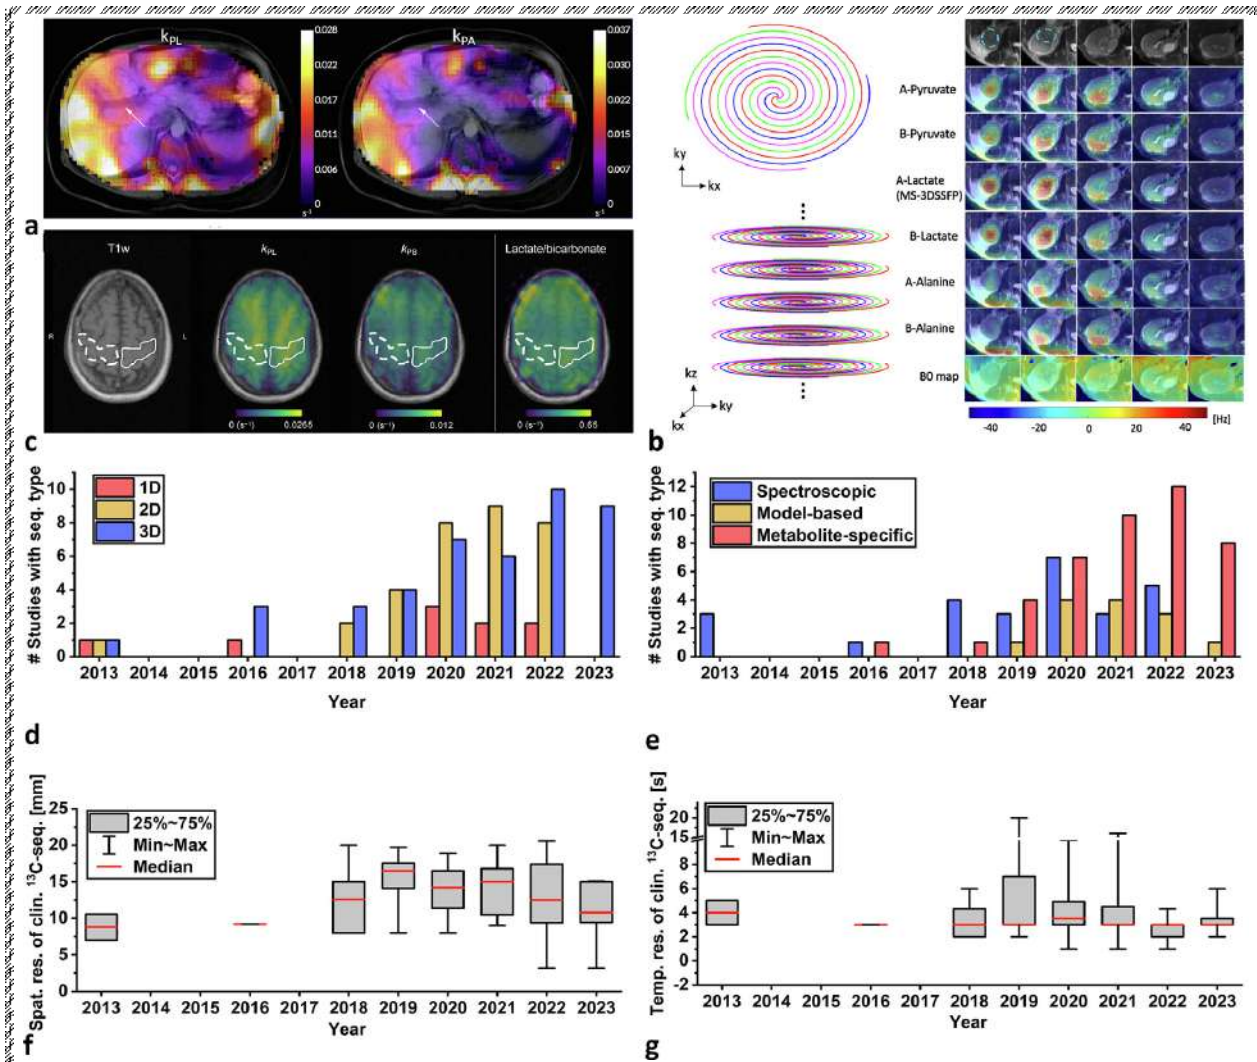 kPL
kPA
0.028
0.022
0.017
0.011
0.006
s⁻¹
0.037
0.030
0.022
0.015
0.007
s⁻¹
a
T1w
kPL
kPB
Lactate/bicarbonate
R
L
0 (s⁻¹)
0.0265
0 (s⁻¹)
0.012
0
0.65
c
ky
kx
kz
ky
kx
A-Pyruvate
B-Pyruvate
A-Lactate
(MS-3DSSFP)
B-Lactate
A-Alanine
B-Alanine
B0 map
-40
-20
0
20
40
[Hz]
b
# Studies with seq. type
10
8
6
4
2
0
1D
2D
3D
2013 2014 2015 2016 2017 2018 2019 2020 2021 2022 2023
Year
d
# Studies with seq. type
12
10
8
6
4
2
0
Spectroscopic
Model-based
Metabolite-specific
2013 2014 2015 2016 2017 2018 2019 2020 2021 2022 2023
Year
e
Spat. res. of clin. ¹³C-seq. [mm]
25
20
15
10
5
0
25%~75%
Min~Max
Median
2013 2014 2015 2016 2017 2018 2019 2020 2021 2022 2023
Year
f
Temp. res. of clin. ¹³C-seq. [s]
20
15
8
6
4
2
0
-2
25%~75%
Min~Max
Median
2013 2014 2015 2016 2017 2018 2019 2020 2021 2022 2023
Year
g